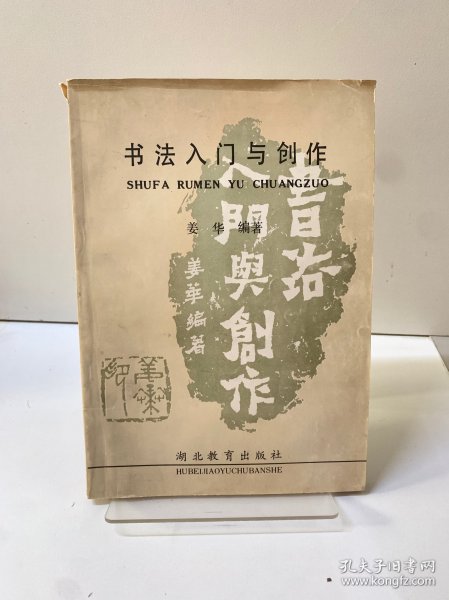 书法入门与创作
SHUFA RUMEN YU CHUANGZUO
姜华 编著
書法
入門與創作
姜華編著
湖北教育出版社
HUBEIJIAOYUCHUBANSHE
孔夫子旧书网
www.kongfz.com